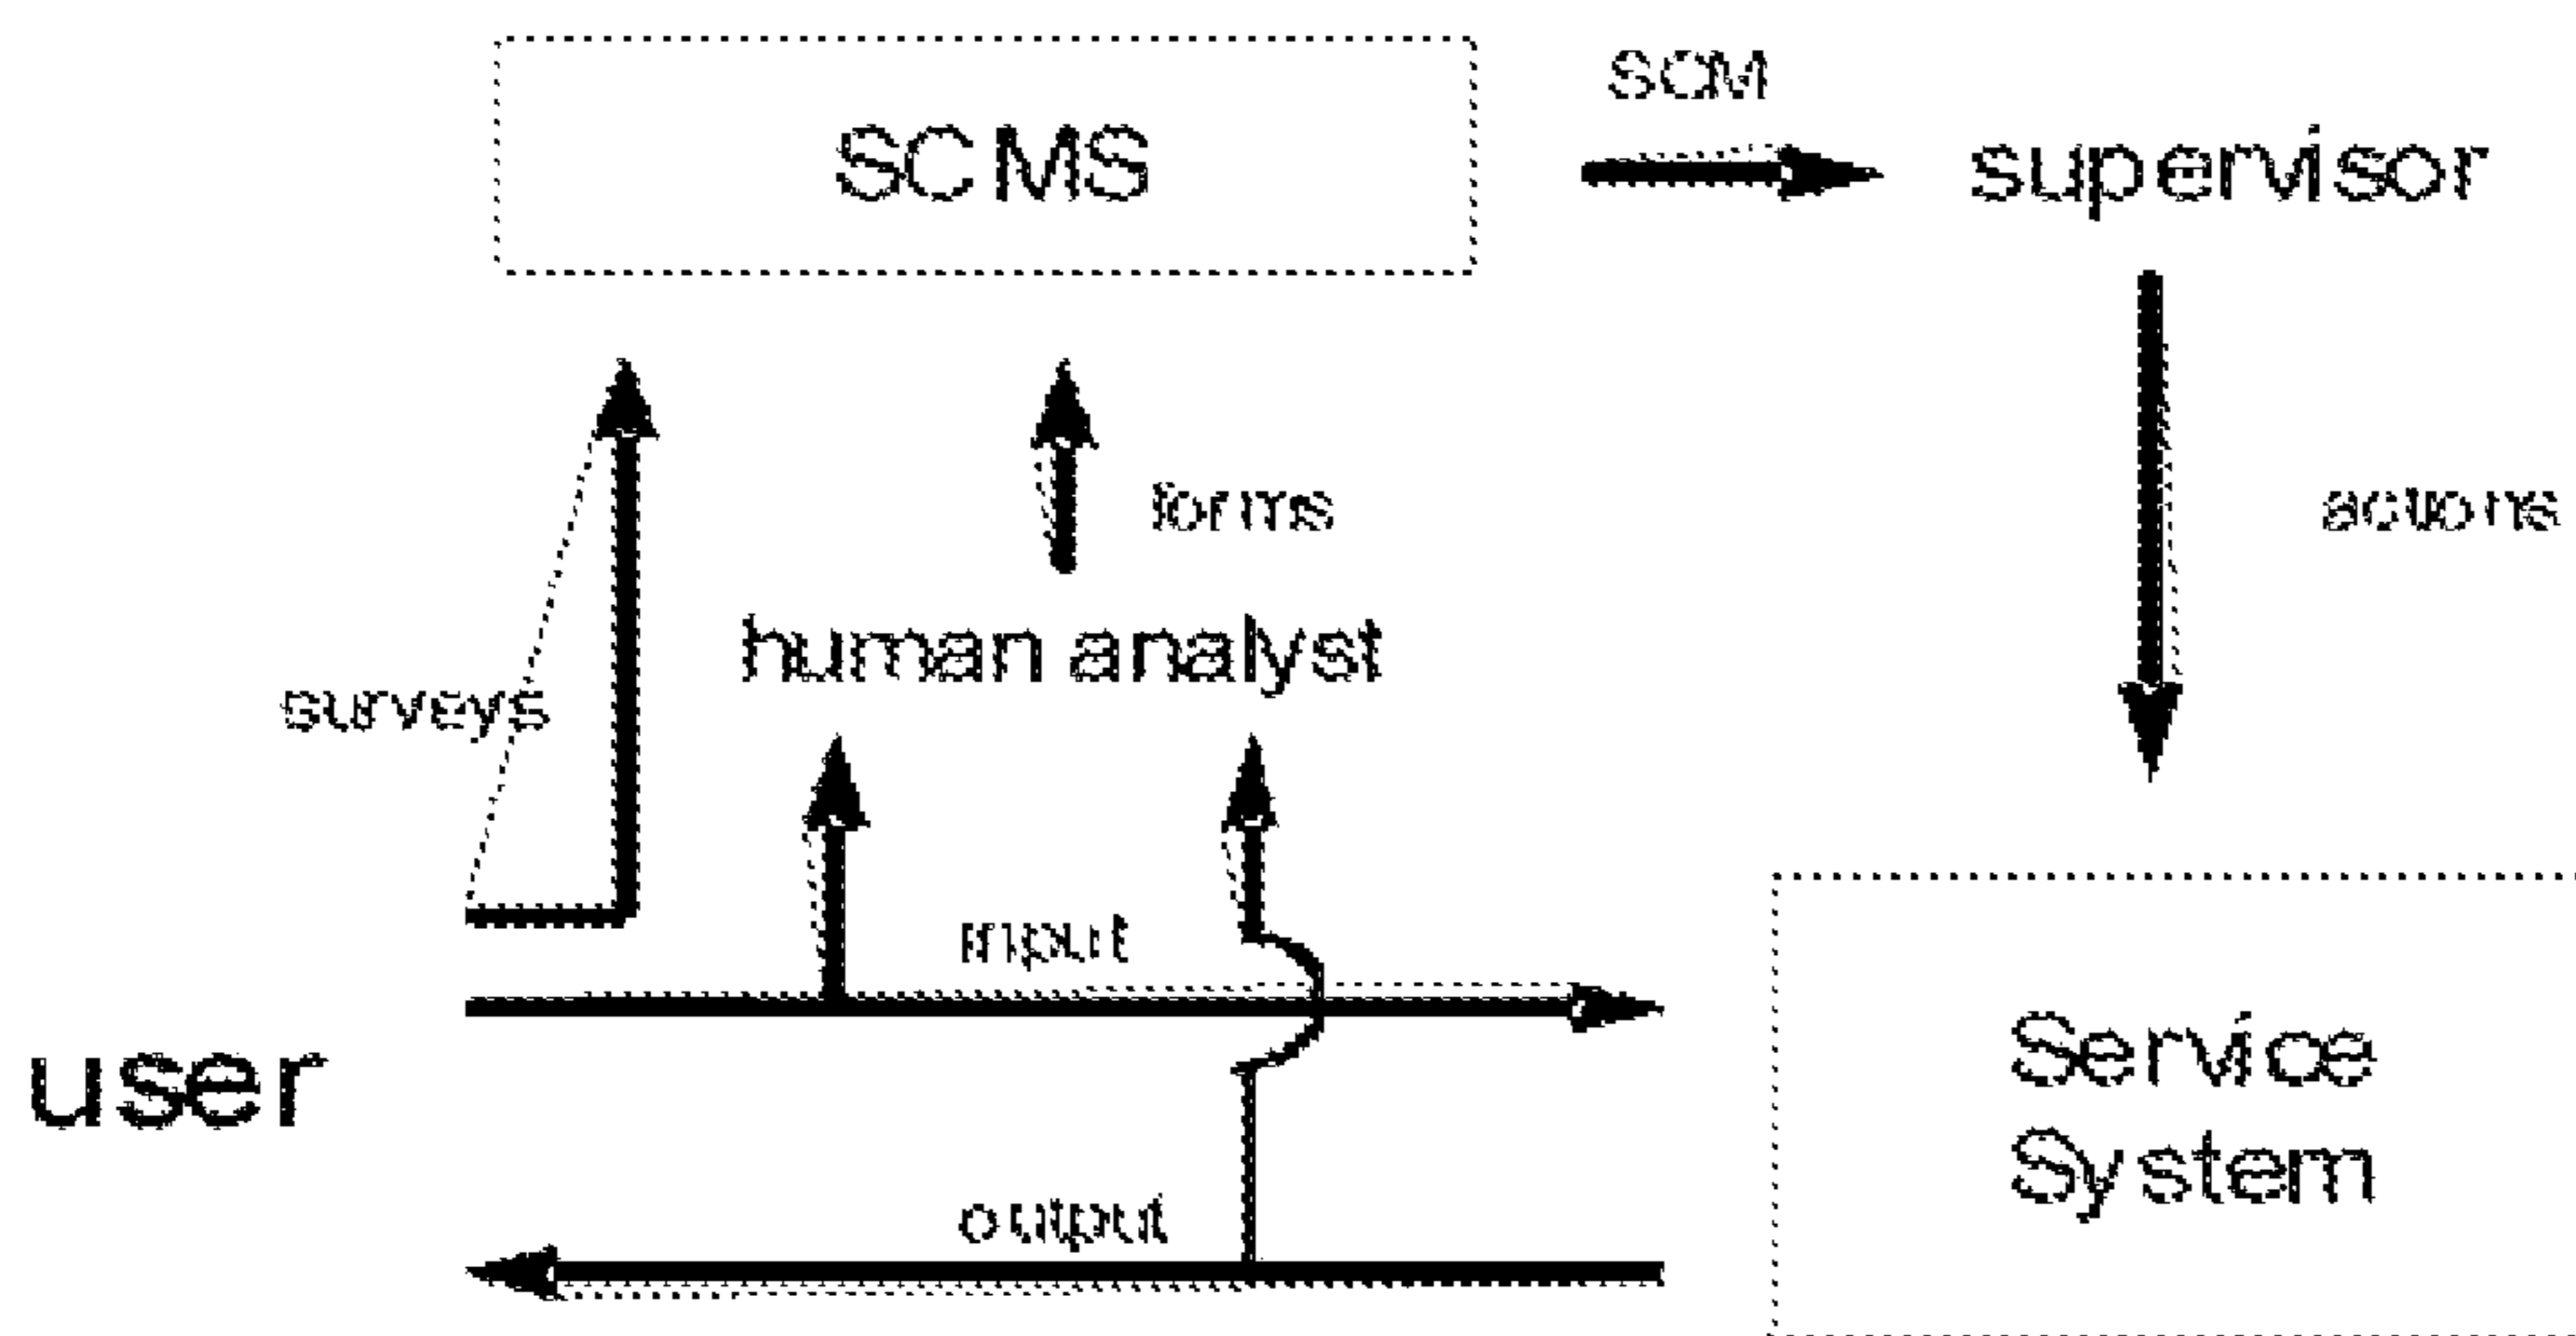 SCM
SCMS
supervisor
forms
actions
human analyst
surveys
input
user
Service
System
output